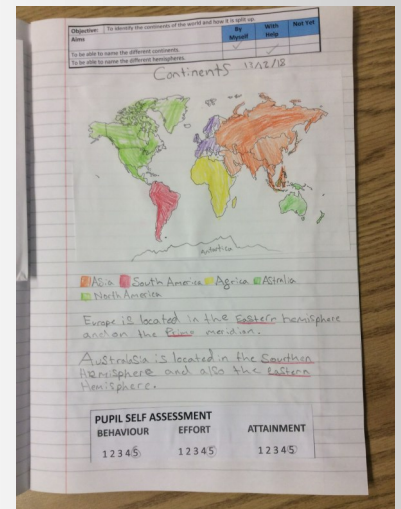 Objective: To identify the continents of the world and how it is split up.
Aims By Myself With Help Not Yet
To be able to name the different continents.
To be able to name the different hemispheres.
Continents 11/12/18
Antartica
Asia South America Agrica Astralia
North America
Europe is located in the Eastern hemisphere
and on the Prime meridian.
Australasia is located in the Sourthen
Hemisphere and also the Eastern
Hemisphere.
PUPIL SELF ASSESSMENT
BEHAVIOUR EFFORT ATTAINMENT
1 2 3 4 5 1 2 3 4 5 1 2 3 4 5